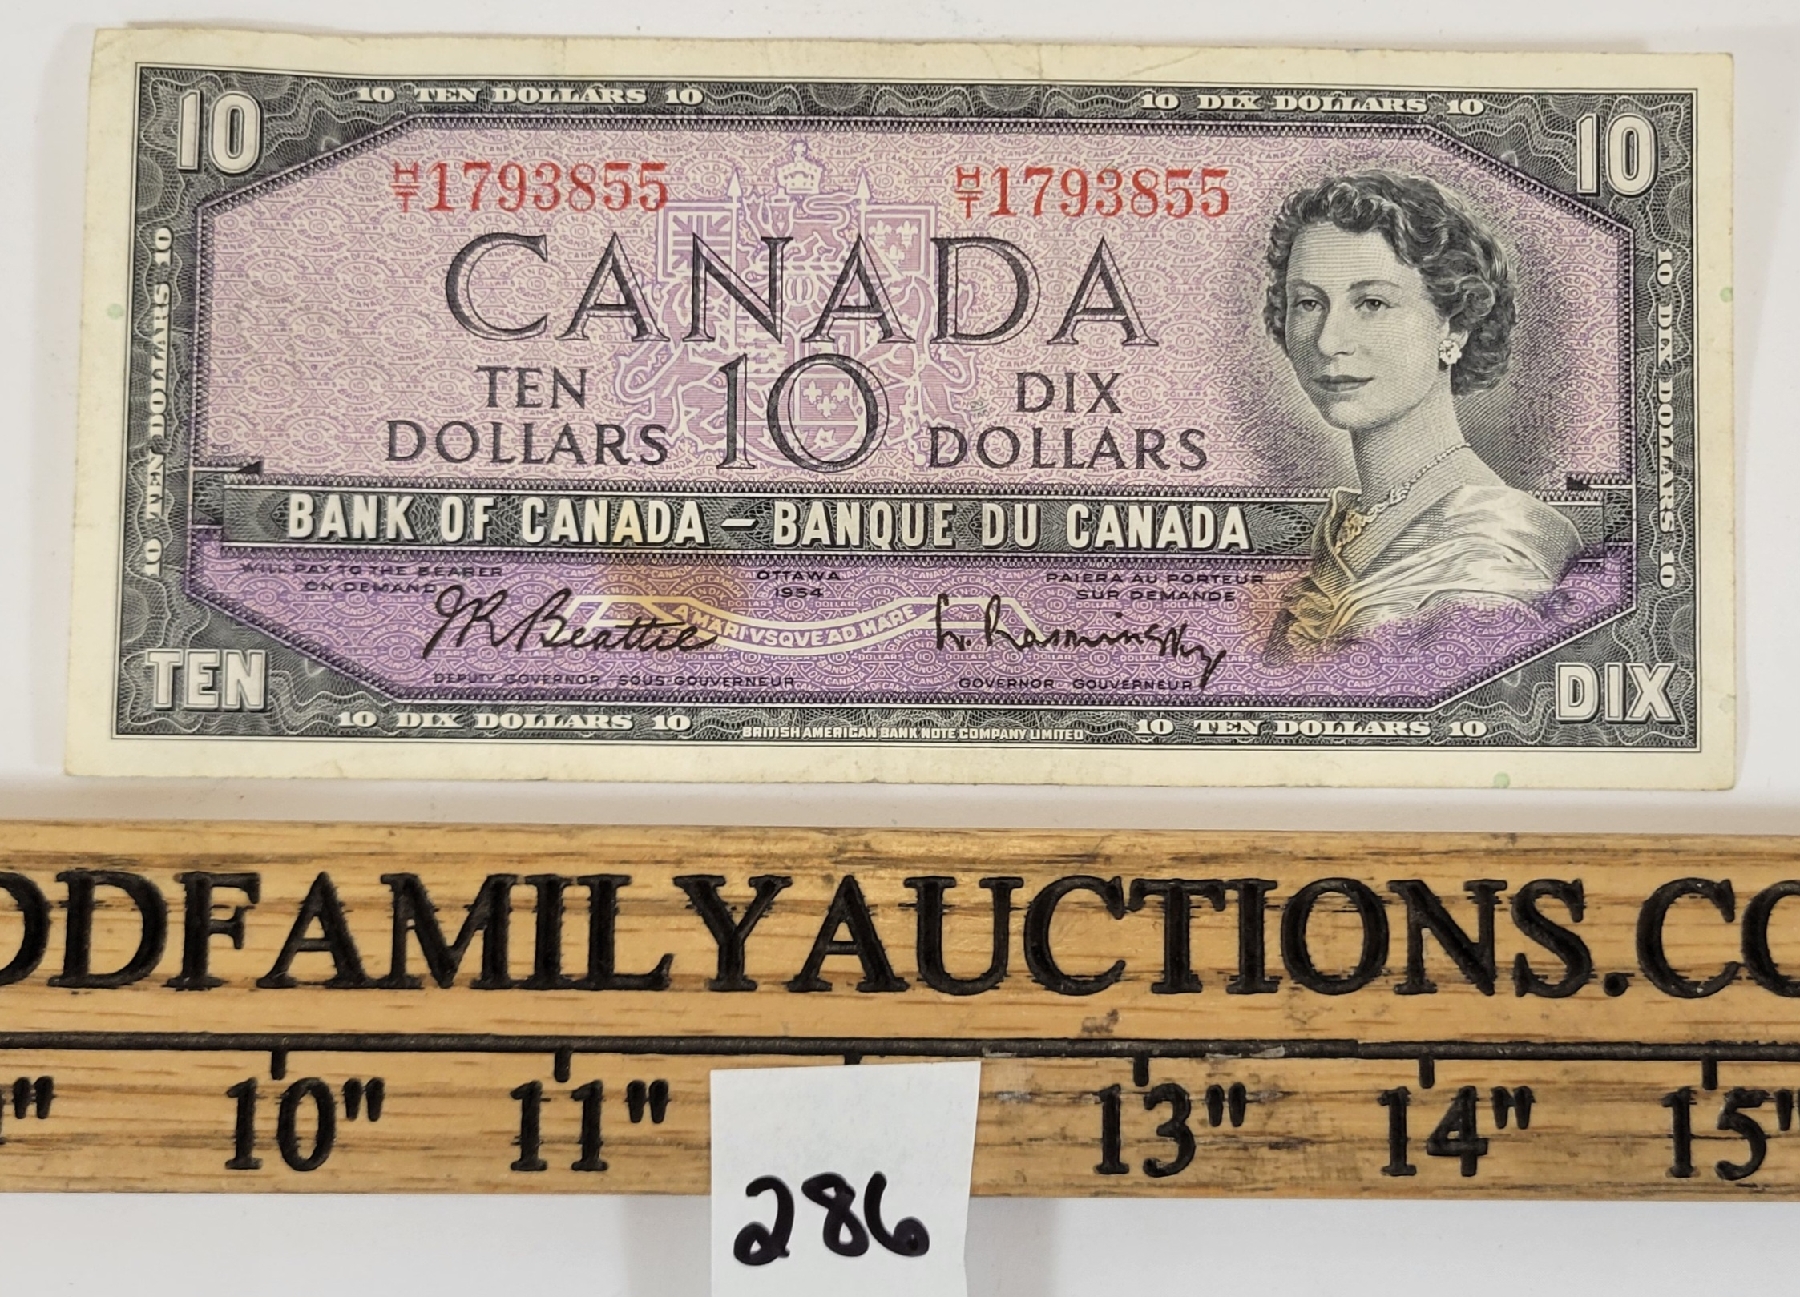 10 TEN DOLLARS 10
10 DIX DOLLARS 10
10
10
H/T 1793855
H/T 1793855
CANADA
TEN DOLLARS
10
DIX DOLLARS
10 TEN DOLLARS 10
10 DIX DOLLARS 10
BANK OF CANADA – BANQUE DU CANADA
WILL PAY TO THE BEARER
ON DEMAND
OTTAWA
1954
PAIERA AU PORTEUR
SUR DEMANDE
J.R. Beattie
A MARI VSQVE AD MARE
L. Rasminsky
DEPUTY GOVERNOR SOUS-GOUVERNEUR
GOVERNOR GOUVERNEUR
TEN
DIX
10 DIX DOLLARS 10
BRITISH AMERICAN BANK NOTE COMPANY LIMITED
10 TEN DOLLARS 10
ODFAMILYAUCTIONS.CO
10" 11" 13" 14" 15"
286